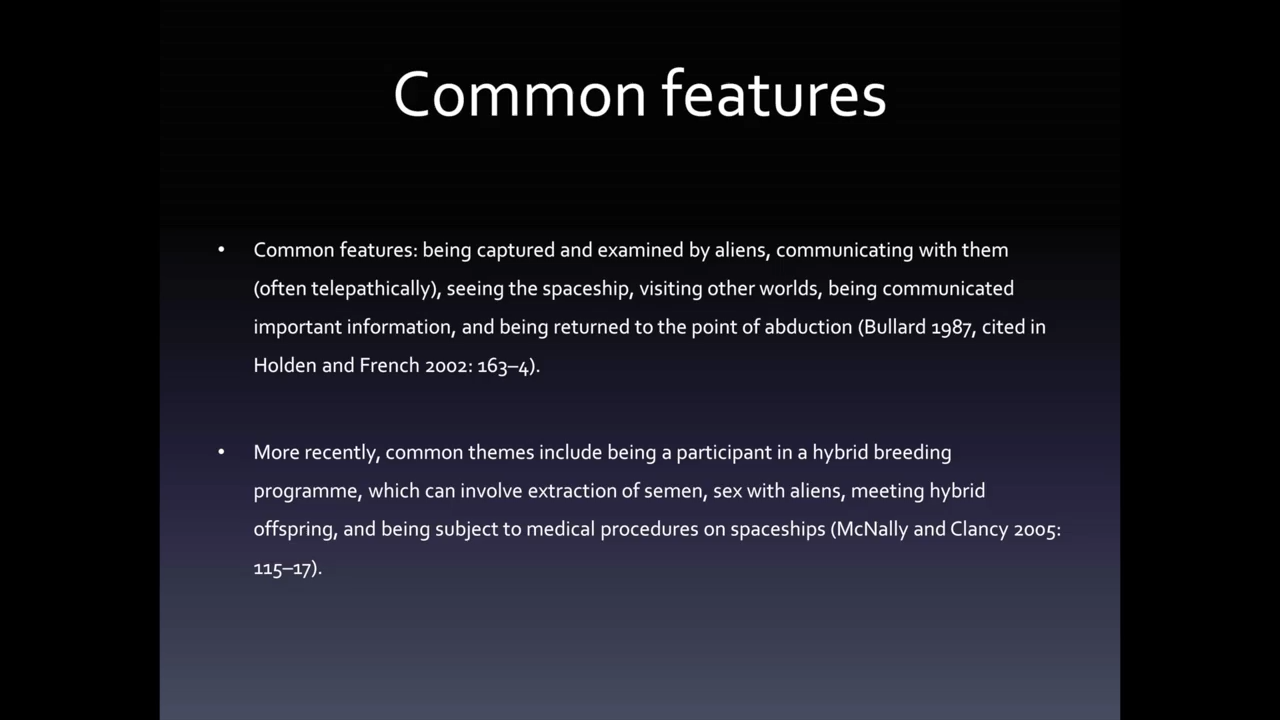 Common features
• Common features: being captured and examined by aliens, communicating with them
(often telepathically), seeing the spaceship, visiting other worlds, being communicated
important information, and being returned to the point of abduction (Bullard 1987, cited in
Holden and French 2002: 163–4).
• More recently, common themes include being a participant in a hybrid breeding
programme, which can involve extraction of semen, sex with aliens, meeting hybrid
offspring, and being subject to medical procedures on spaceships (McNally and Clancy 2005:
115–17).